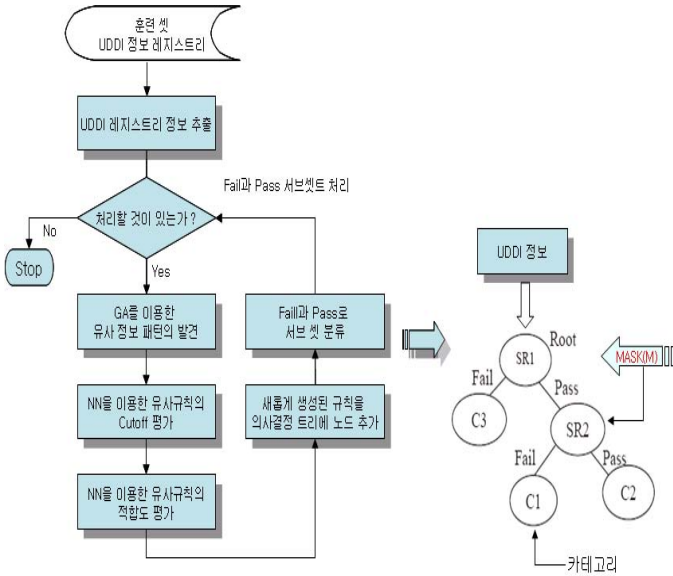 훈련 셋
UDDI 정보 레지스트리
UDDI 레지스트리 정보 추출
Fail과 Pass 서브셋트 처리
처리할 것이 있는가?
No
Stop
Yes
GA를 이용한
유사 정보 패턴의 발견
NN을 이용한 유사규칙의
Cutoff 평가
NN을 이용한 유사규칙의
적합도 평가
Faill과 Pass로
서브 셋 분류
새롭게 생성된 규칙을
의사결정 트리에 노드 추가
UDDI 정보
Root
SR1
MASK(M)
Fail
Pass
C3
SR2
Fail
Pass
C1
C2
카테고리